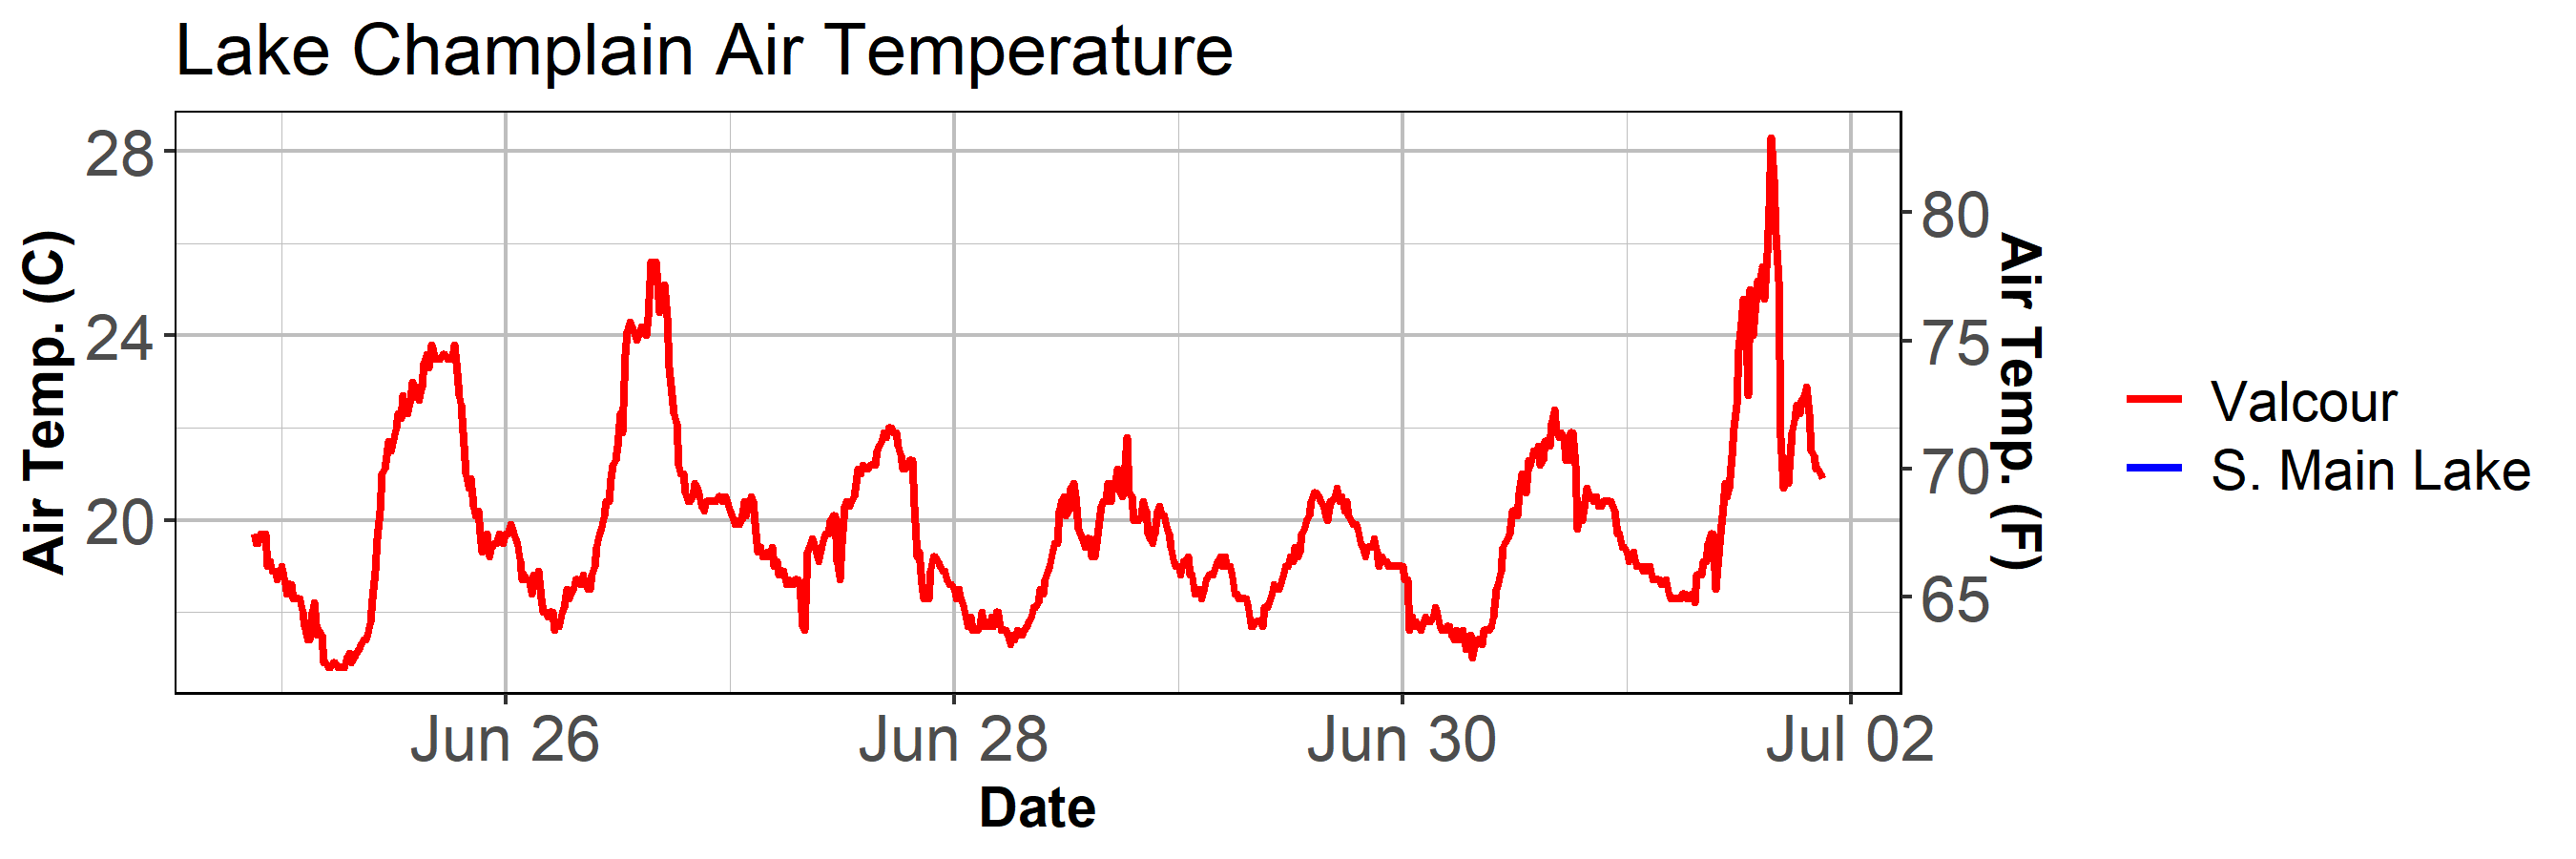 Lake Champlain Air Temperature
Air Temp. (C)
28
24
20
80
75
70
65
Air Temp. (F)
Jun 26
Jun 28
Jun 30
Jul 02
Date
Valcour
S. Main Lake